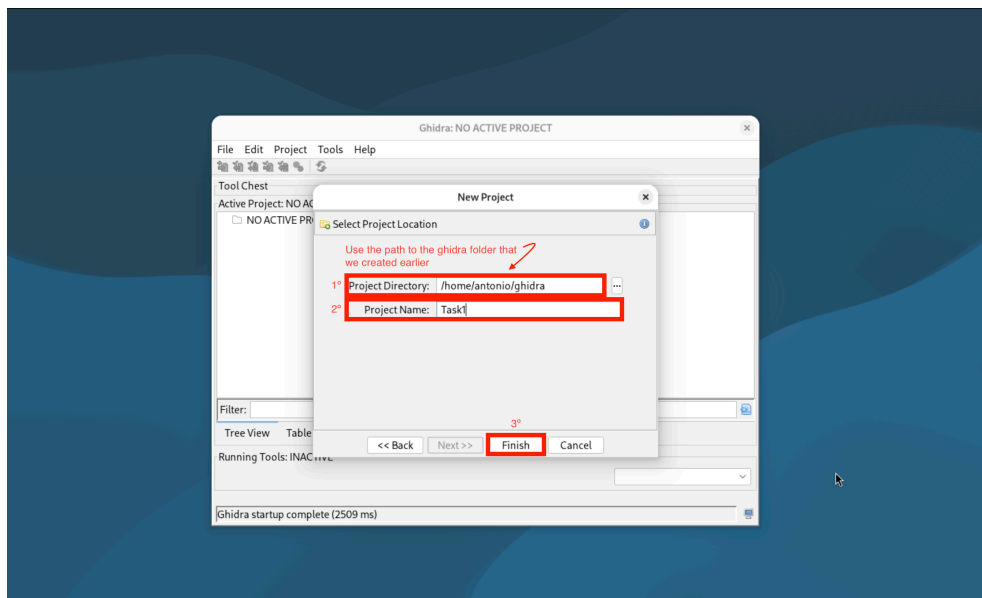 Ghidra: NO ACTIVE PROJECT
File Edit Project Tools Help
Tool Chest
Active Project: NO AC
NO ACTIVE PR
New Project
Select Project Location
Use the path to the ghidra folder that
we created earlier
1º Project Directory: /home/antonio/ghidra ...
2º Project Name: Task1
3º
<< Back Next >> Finish Cancel
Filter:
Tree View Table
Running Tools: INACTIVE
Ghidra startup complete (2509 ms)